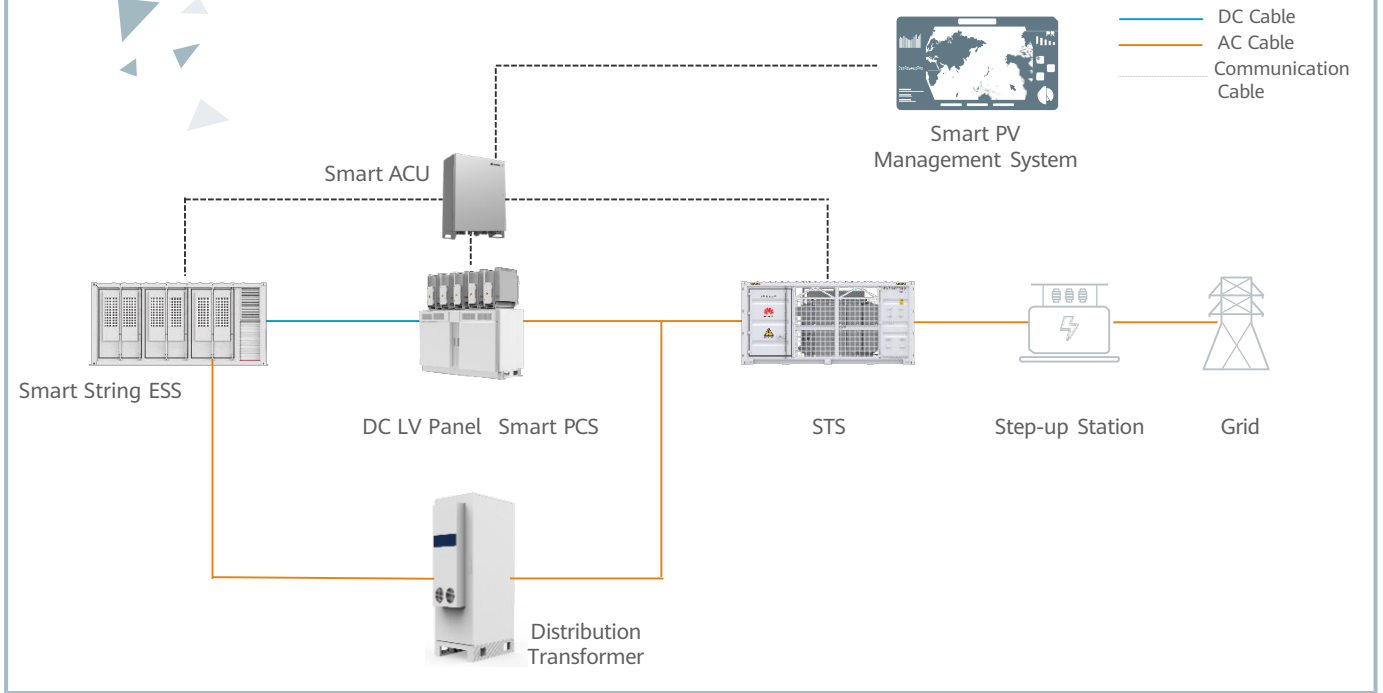 DC Cable
AC Cable
Communication
Cable
Smart PV
Management System
Smart ACU
Smart String ESS
DC LV Panel Smart PCS
STS
Step-up Station
Grid
Distribution
Transformer